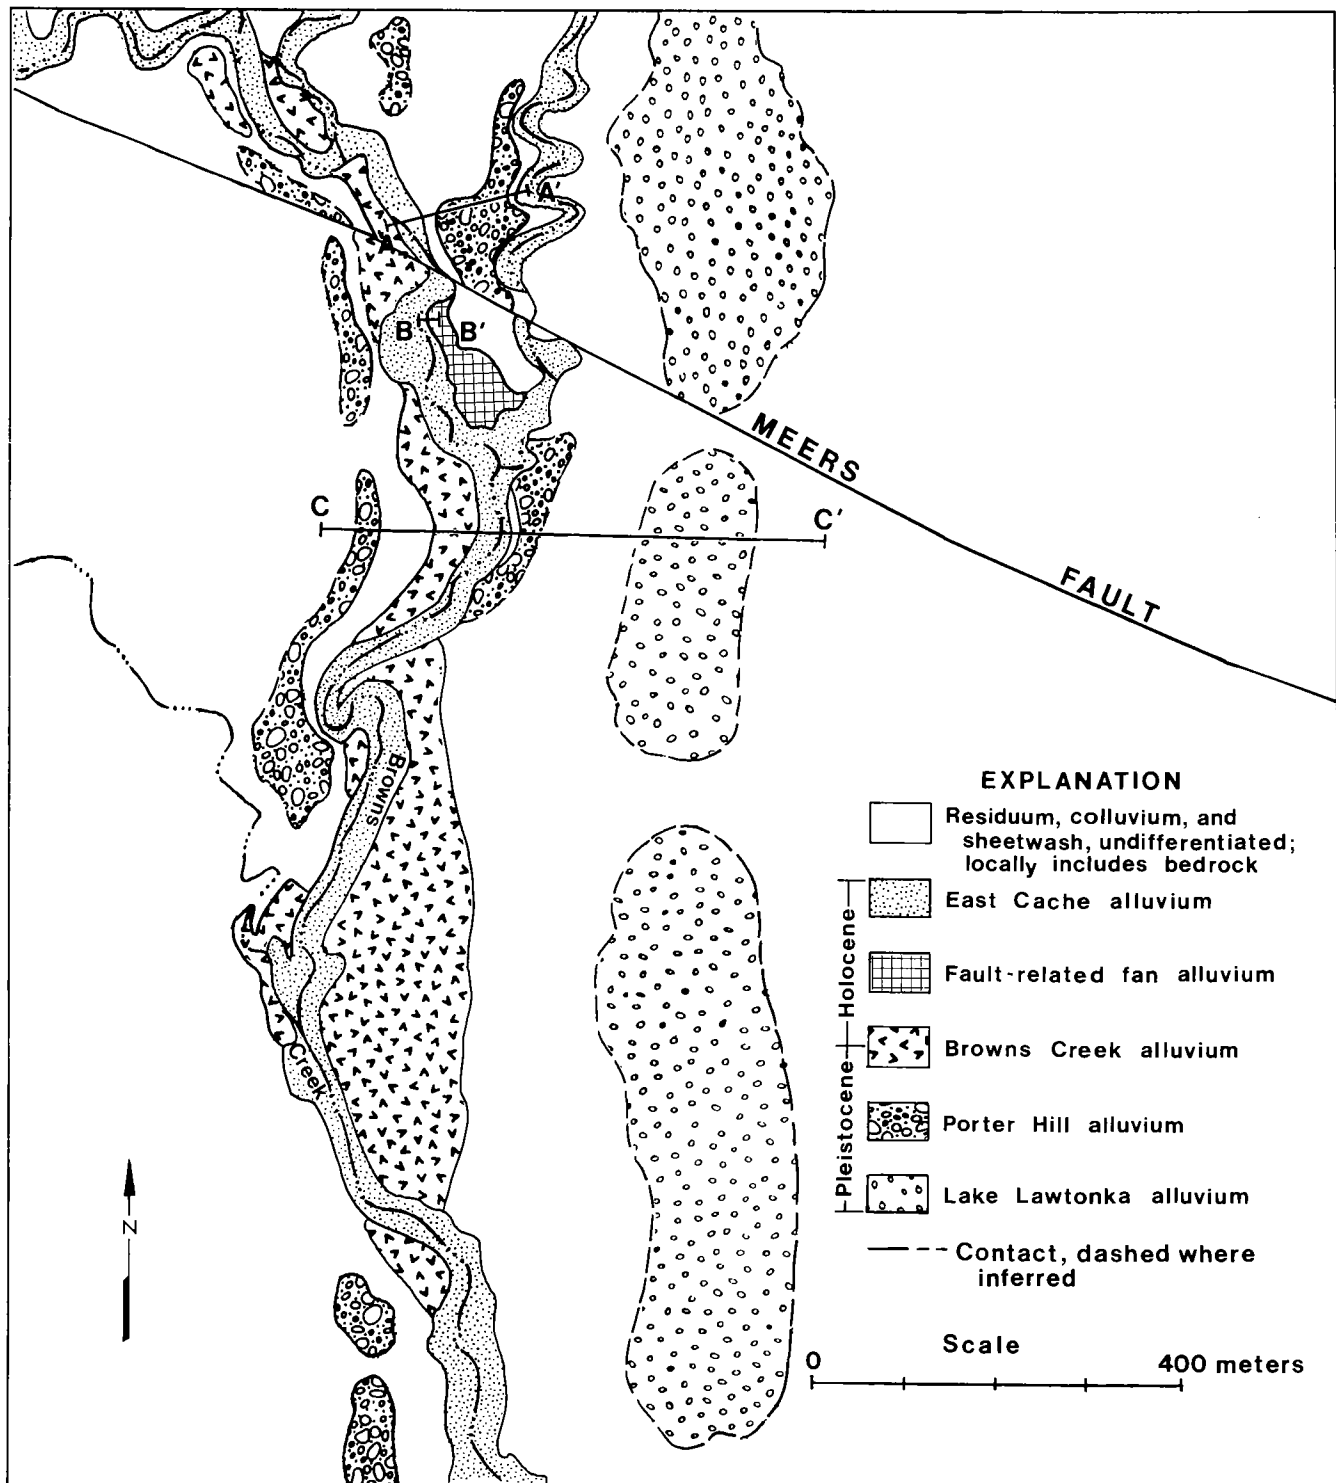 A
A'
B
B'
MEERS
FAULT
C
C'
Browns
Creek
EXPLANATION
Residuum, colluvium, and
sheetwash, undifferentiated;
locally includes bedrock
East Cache alluvium
Fault-related fan alluvium
Browns Creek alluvium
Porter Hill alluvium
Lake Lawtonka alluvium
Holocene
Pleistocene
Contact, dashed where
inferred
N
Scale
0
400 meters